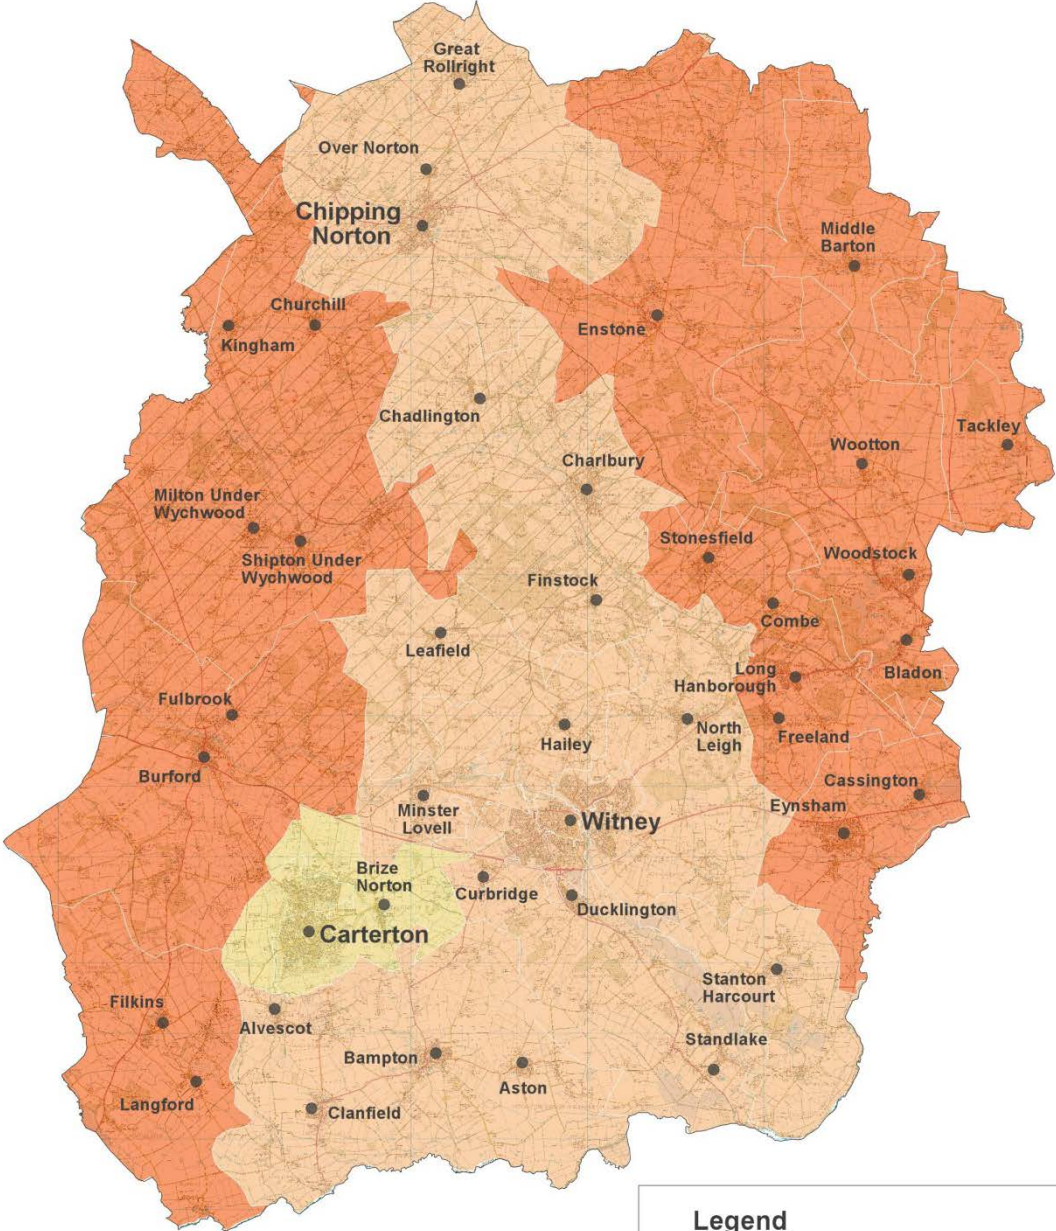 Great
Rollright
Over Norton
Chipping
Norton
Middle
Barton
Churchill
Kingham
Enstone
Chadlington
Tackley
Wootton
Charlbury
Milton Under
Wychwood
Shipton Under
Wychwood
Stonesfield
Woodstock
Finstock
Combe
Leafield
Bladon
Long
Hanborough
Fulbrook
North
Leigh
Freeland
Hailey
Burford
Cassington
Eynsham
Minster
Lovell
Witney
Brize
Norton
Curbridge
Ducklington
Carterton
Stanton
Harcourt
Filkins
Alvescot
Standlake
Bampton
Aston
Langford
Clanfield
Legend